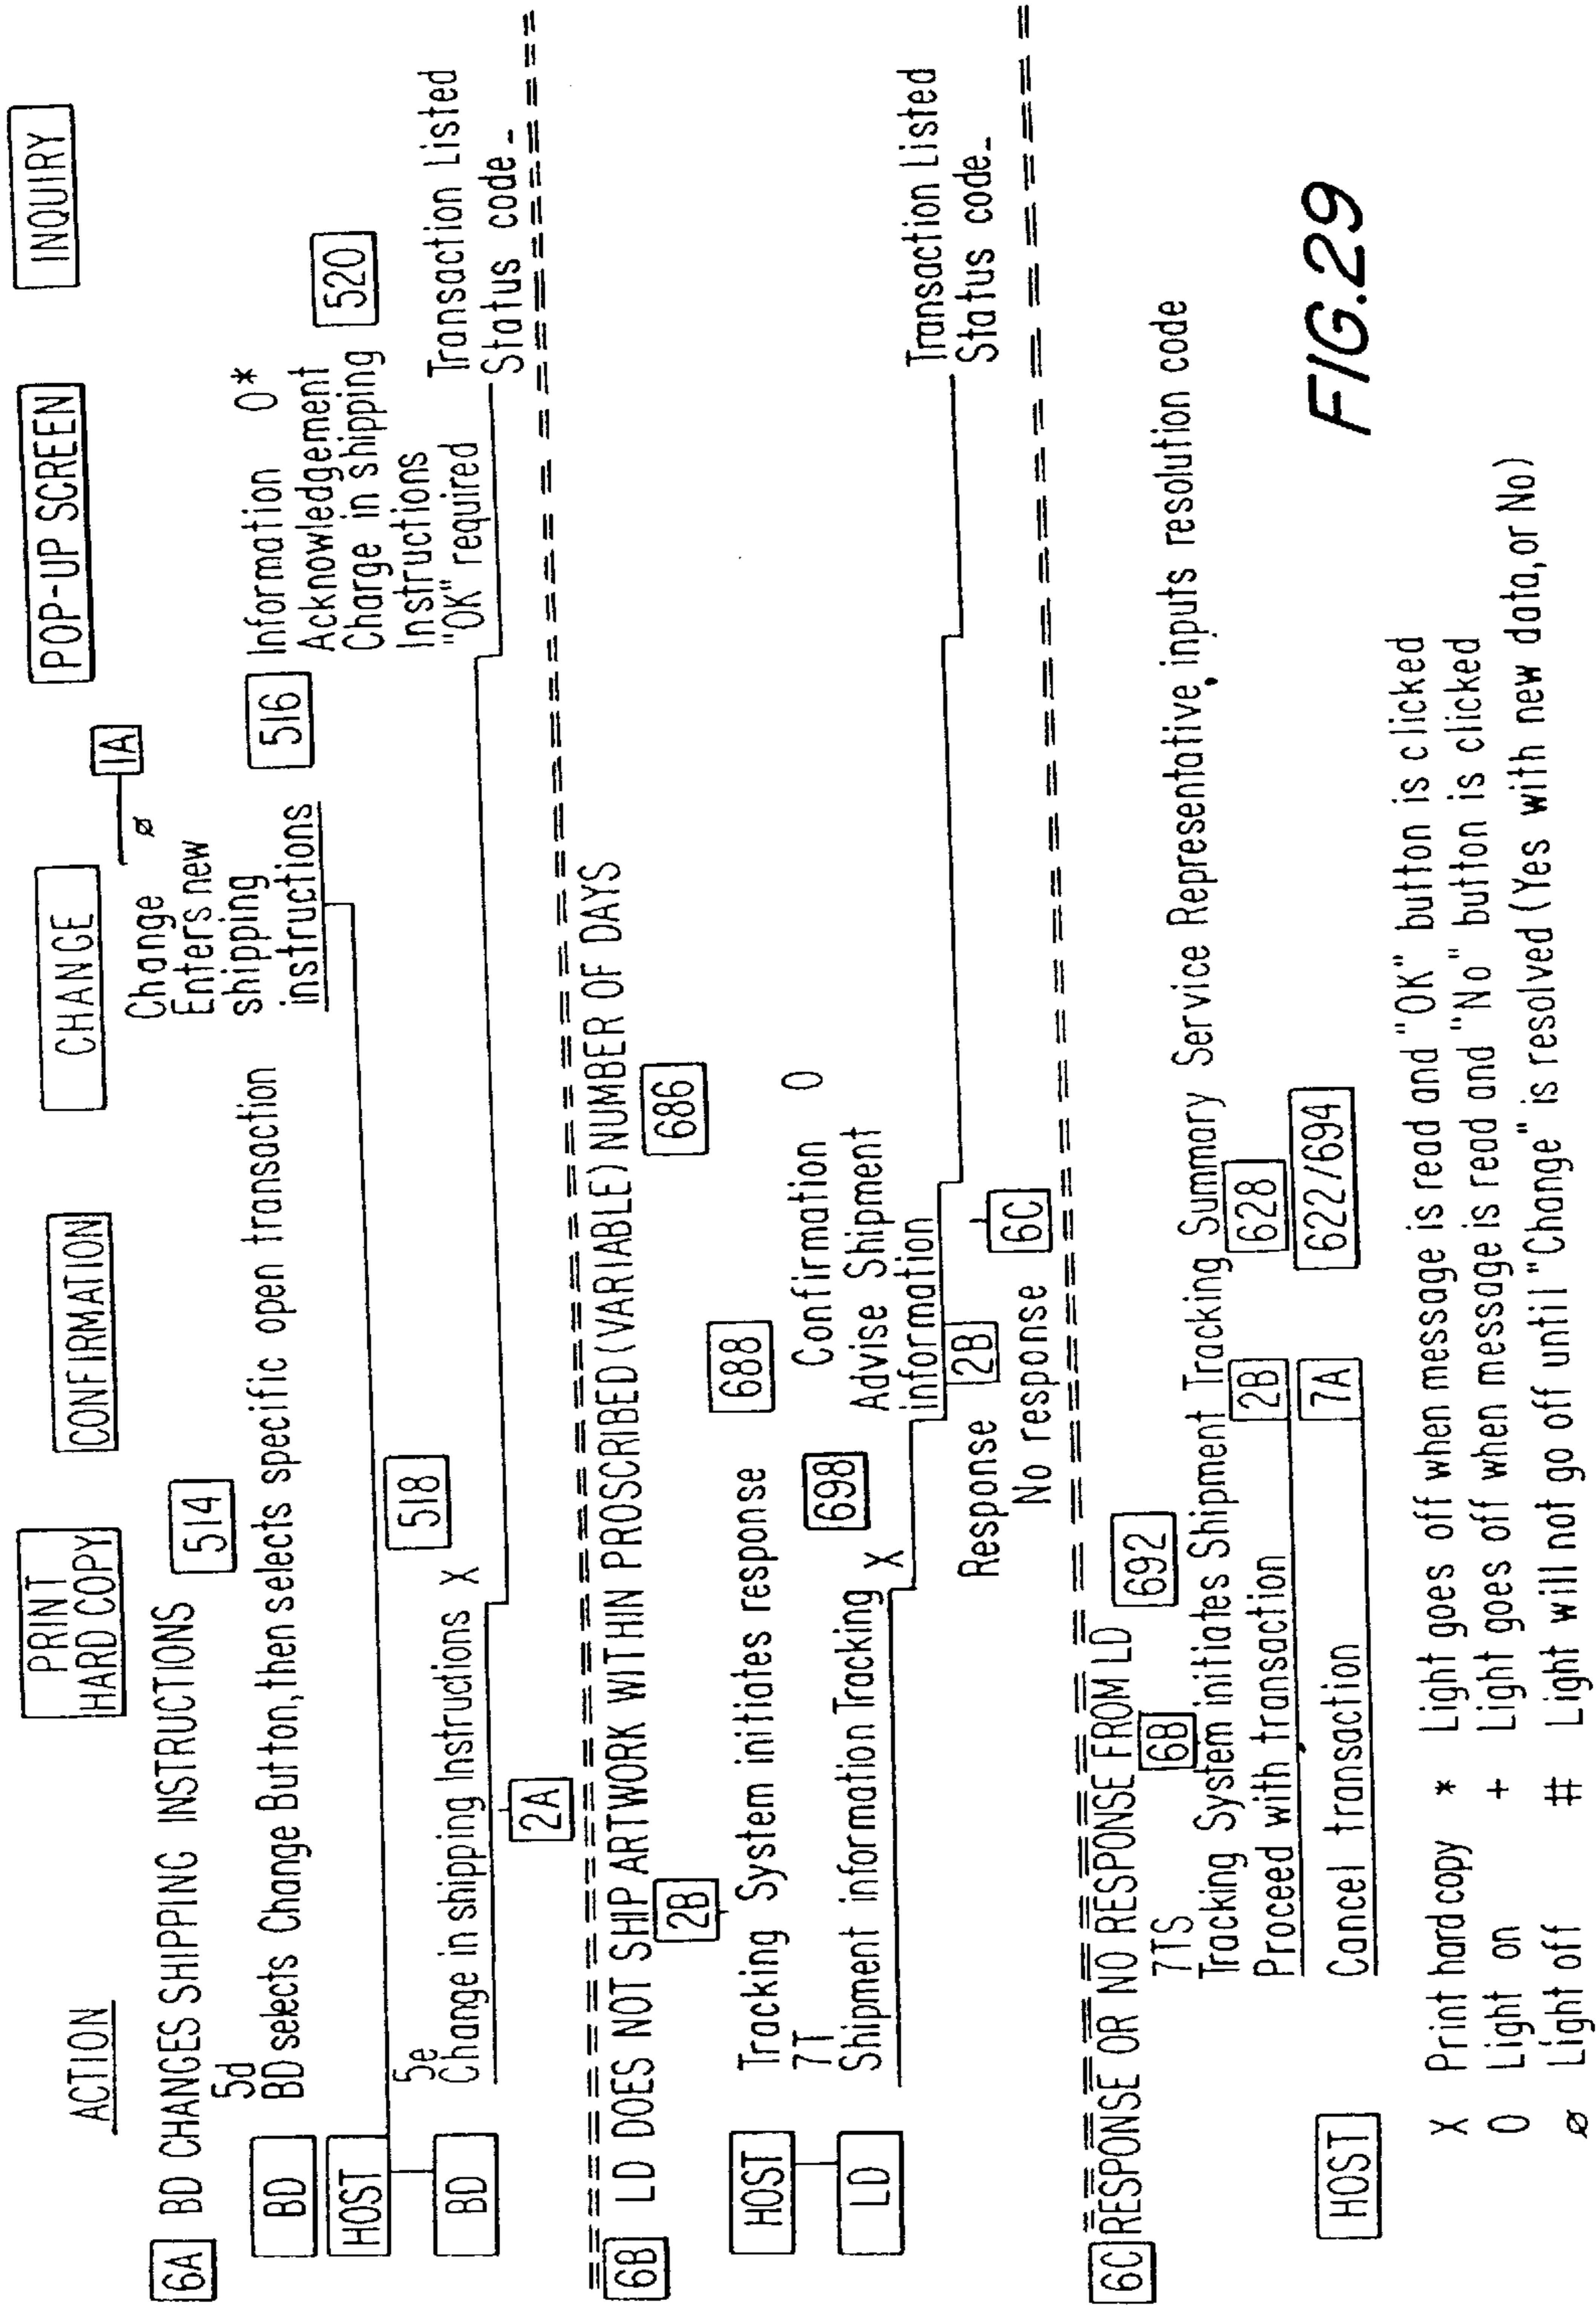 ACTION
PRINT
HARD COPY
CONFIRMATION
CHANGE
POP-UP SCREEN
INQUIRY
6A BD CHANGES SHIPPING INSTRUCTIONS
514
Change
Enters new
shipping
instructions
ø
1A
5d
BD selects Change Button, then selects specific open transaction
BD
516
Information O*
Acknowledgement
Charge in shipping
Instructions
"OK" required
520
HOST
518
5e
Change in shipping Instructions X
BD
Transaction Listed
Status code_
2A
6B LD DOES NOT SHIP ARTWORK WITHIN PROSCRIBED (VARIABLE) NUMBER OF DAYS
2B
686
Tracking System initiates response
688
HOST
7T
Shipment information Tracking X
698
Confirmation O
Advise Shipment
information
LD
Transaction Listed
Status code_
Response 2B
No response 6C
6C RESPONSE OR NO RESPONSE FROM LD
692
7TS
6B
Tracking System initiates Shipment Tracking Summary Service Representative, inputs resolution code
Proceed with transaction 2B 628
HOST
Cancel transaction 7A 622/694
X Print hard copy * Light goes off when message is read and "OK" button is clicked
O Light on + Light goes off when message is read and "No" button is clicked
ø Light off # Light will not go off until "Change" is resolved (Yes with new data, or No)
FIG.29